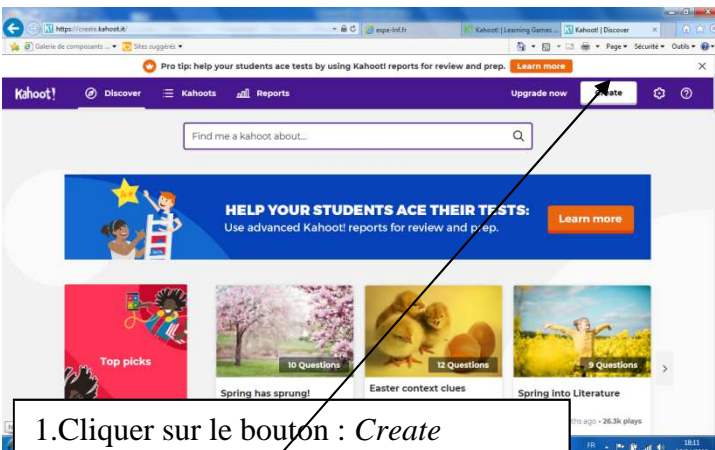 https://create.kahoot.it/
espe-lnf.fr
Kahoot! | Learning Games ...
Kahoot! | Discover
Galerie de composants ...
Sites suggérés
Page
Sécurité
Outils
Pro tip: help your students ace tests by using Kahoot! reports for review and prep.
Learn more
Kahoot!
Discover
Kahoots
Reports
Upgrade now
Create
Find me a kahoot about...
A+
HELP YOUR STUDENTS ACE THEIR TESTS:
Use advanced Kahoot! reports for review and prep.
Learn more
Top picks
10 Questions
Spring has sprung!
12 Questions
Easter context clues
9 Questions
Spring into Literature
ago • 26.3k plays
1.Cliquer sur le bouton : Create
FR
18:11